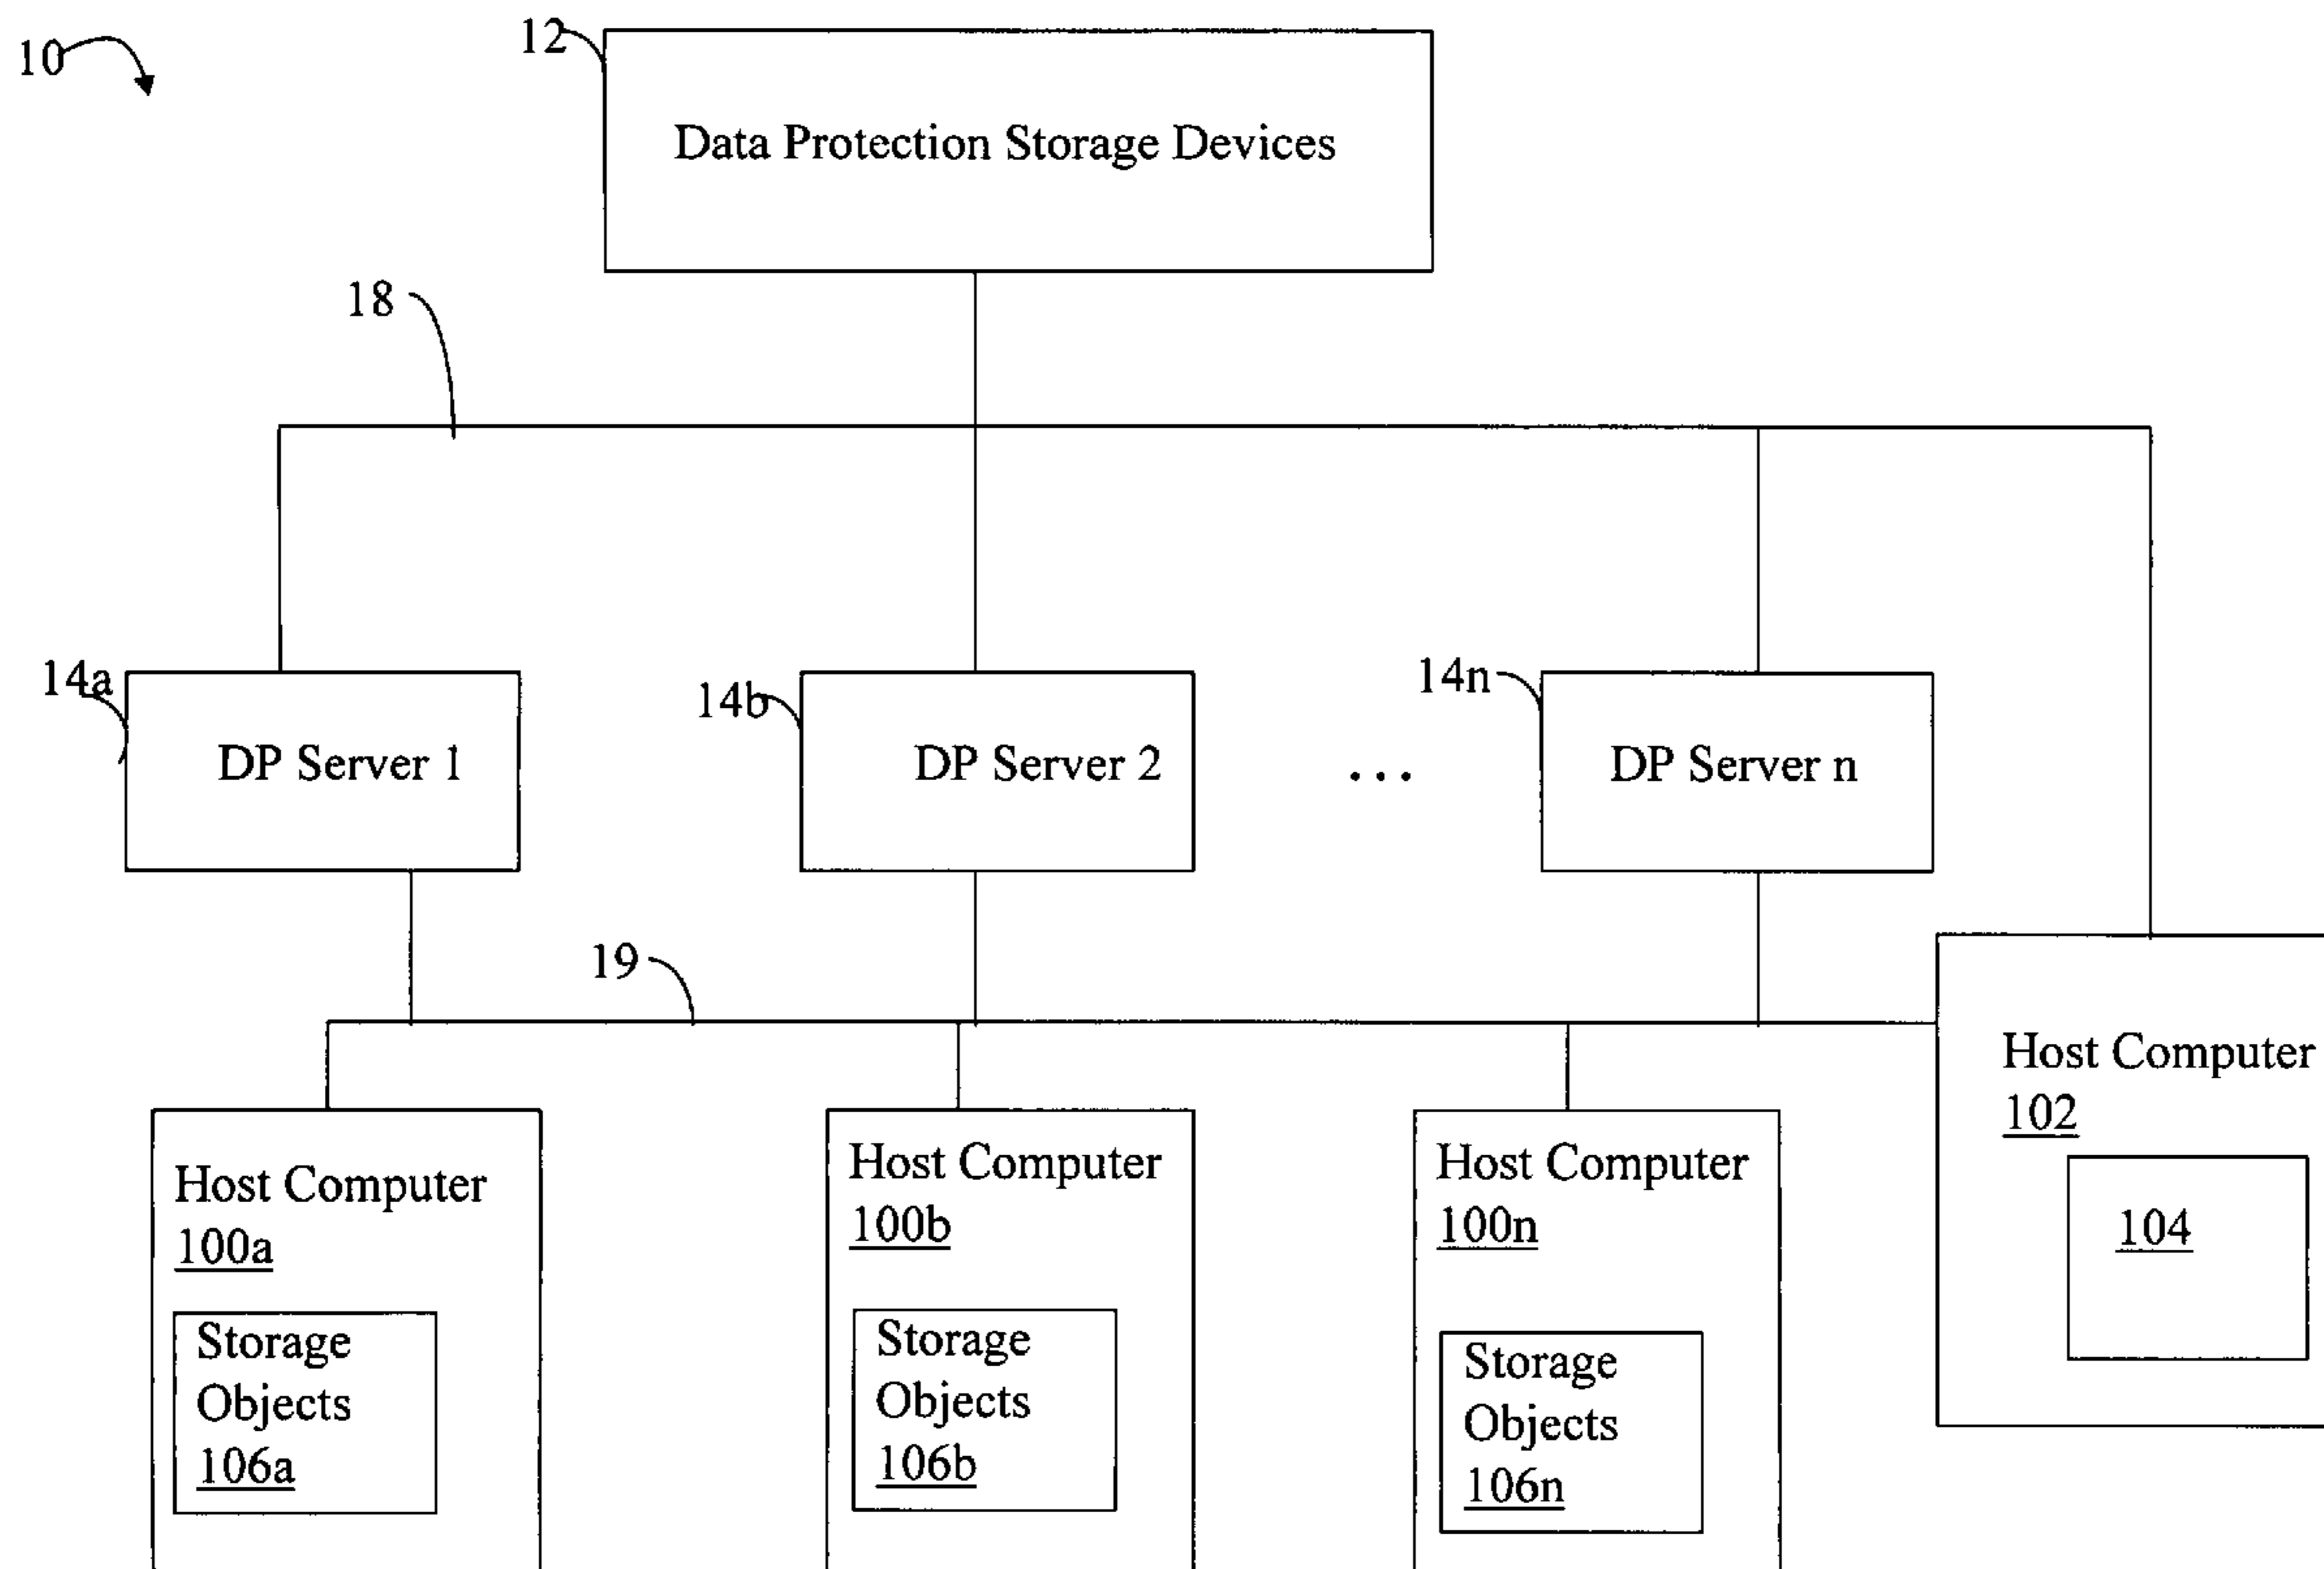 10
12
Data Protection Storage Devices
18
14a
DP Server 1
14b
DP Server 2
...
14n
DP Server n
19
Host Computer
102
104
Host Computer
100a
Storage
Objects
106a
Host Computer
100b
Storage
Objects
106b
Host Computer
100n
Storage
Objects
106n